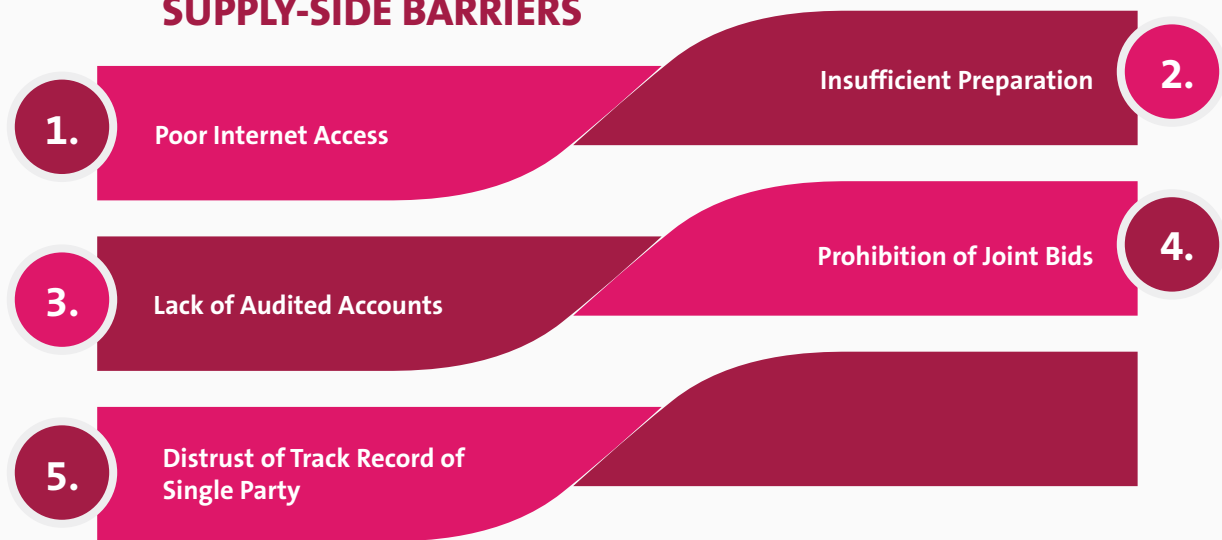 SUPPLY-SIDE BARRIERS
1.
Poor Internet Access
Insufficient Preparation
2.
3.
Lack of Audited Accounts
Prohibition of Joint Bids
4.
5.
Distrust of Track Record of
Single Party